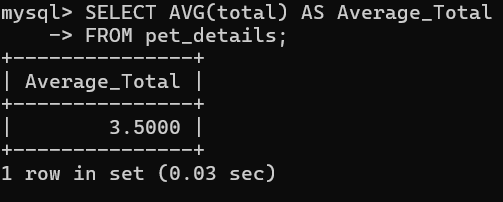 mysql> SELECT AVG(total) AS Average_Total
    -> FROM pet_details;
+---------------+
| Average_Total |
+---------------+
|        3.5000 |
+---------------+
1 row in set (0.03 sec)